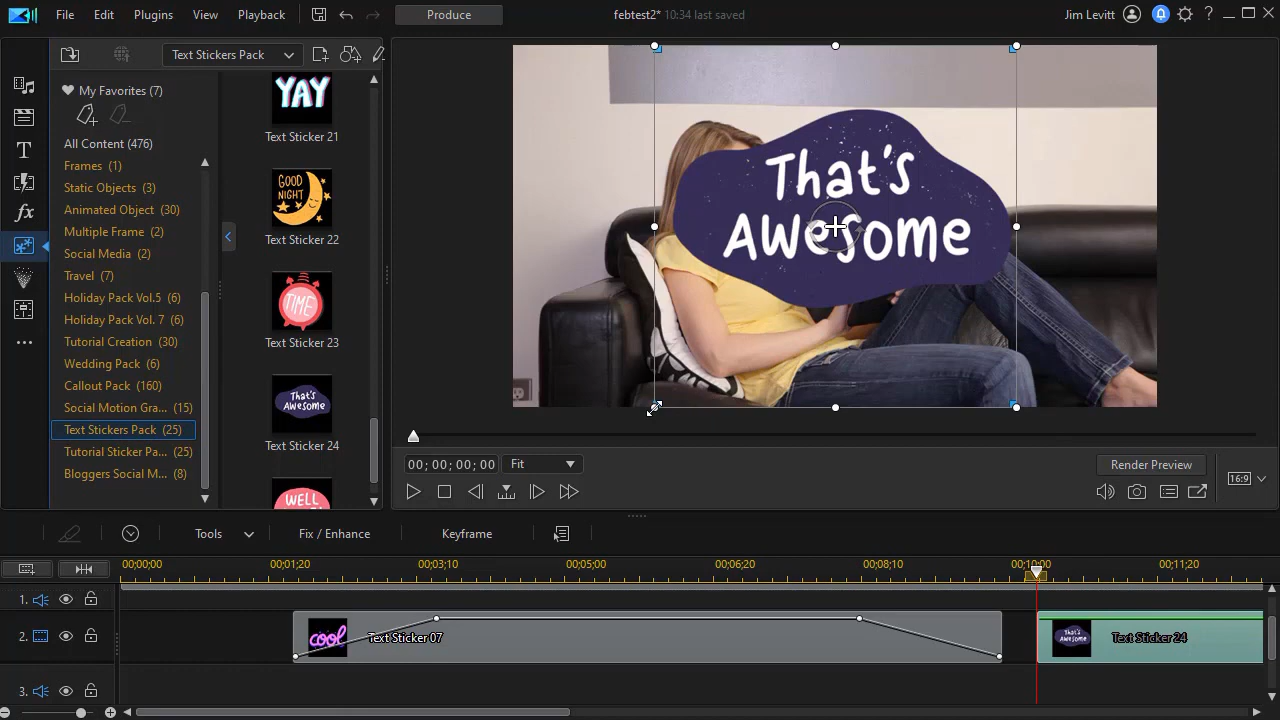 File Edit Plugins View Playback Produce febtest2* 10:34 last saved Jim Levitt ?
Text Stickers Pack
My Favorites (7)
All Content (476)
Frames (1)
Static Objects (3)
Animated Object (30)
Multiple Frame (2)
Social Media (2)
Travel (7)
Holiday Pack Vol.5 (6)
Holiday Pack Vol. 7 (6)
Tutorial Creation (30)
Wedding Pack (6)
Callout Pack (160)
Social Motion Gra... (15)
Text Stickers Pack (25)
Tutorial Sticker Pa... (25)
Bloggers Social M... (8)
YAY
Text Sticker 21
GOOD
NIGHT
Text Sticker 22
TIME
Text Sticker 23
That's
AWesome
Text Sticker 24
WELL
That's
AWesome
00; 00; 00; 00 Fit Render Preview
16:9
Tools Fix / Enhance Keyframe
00;00;00 00;01;20 00;03;10 00;05;00 00;06;20 00;08;10 00;10;00 00;11;20
1.
2. cool Text Sticker 07 That's AWesome Text Sticker 24
3.